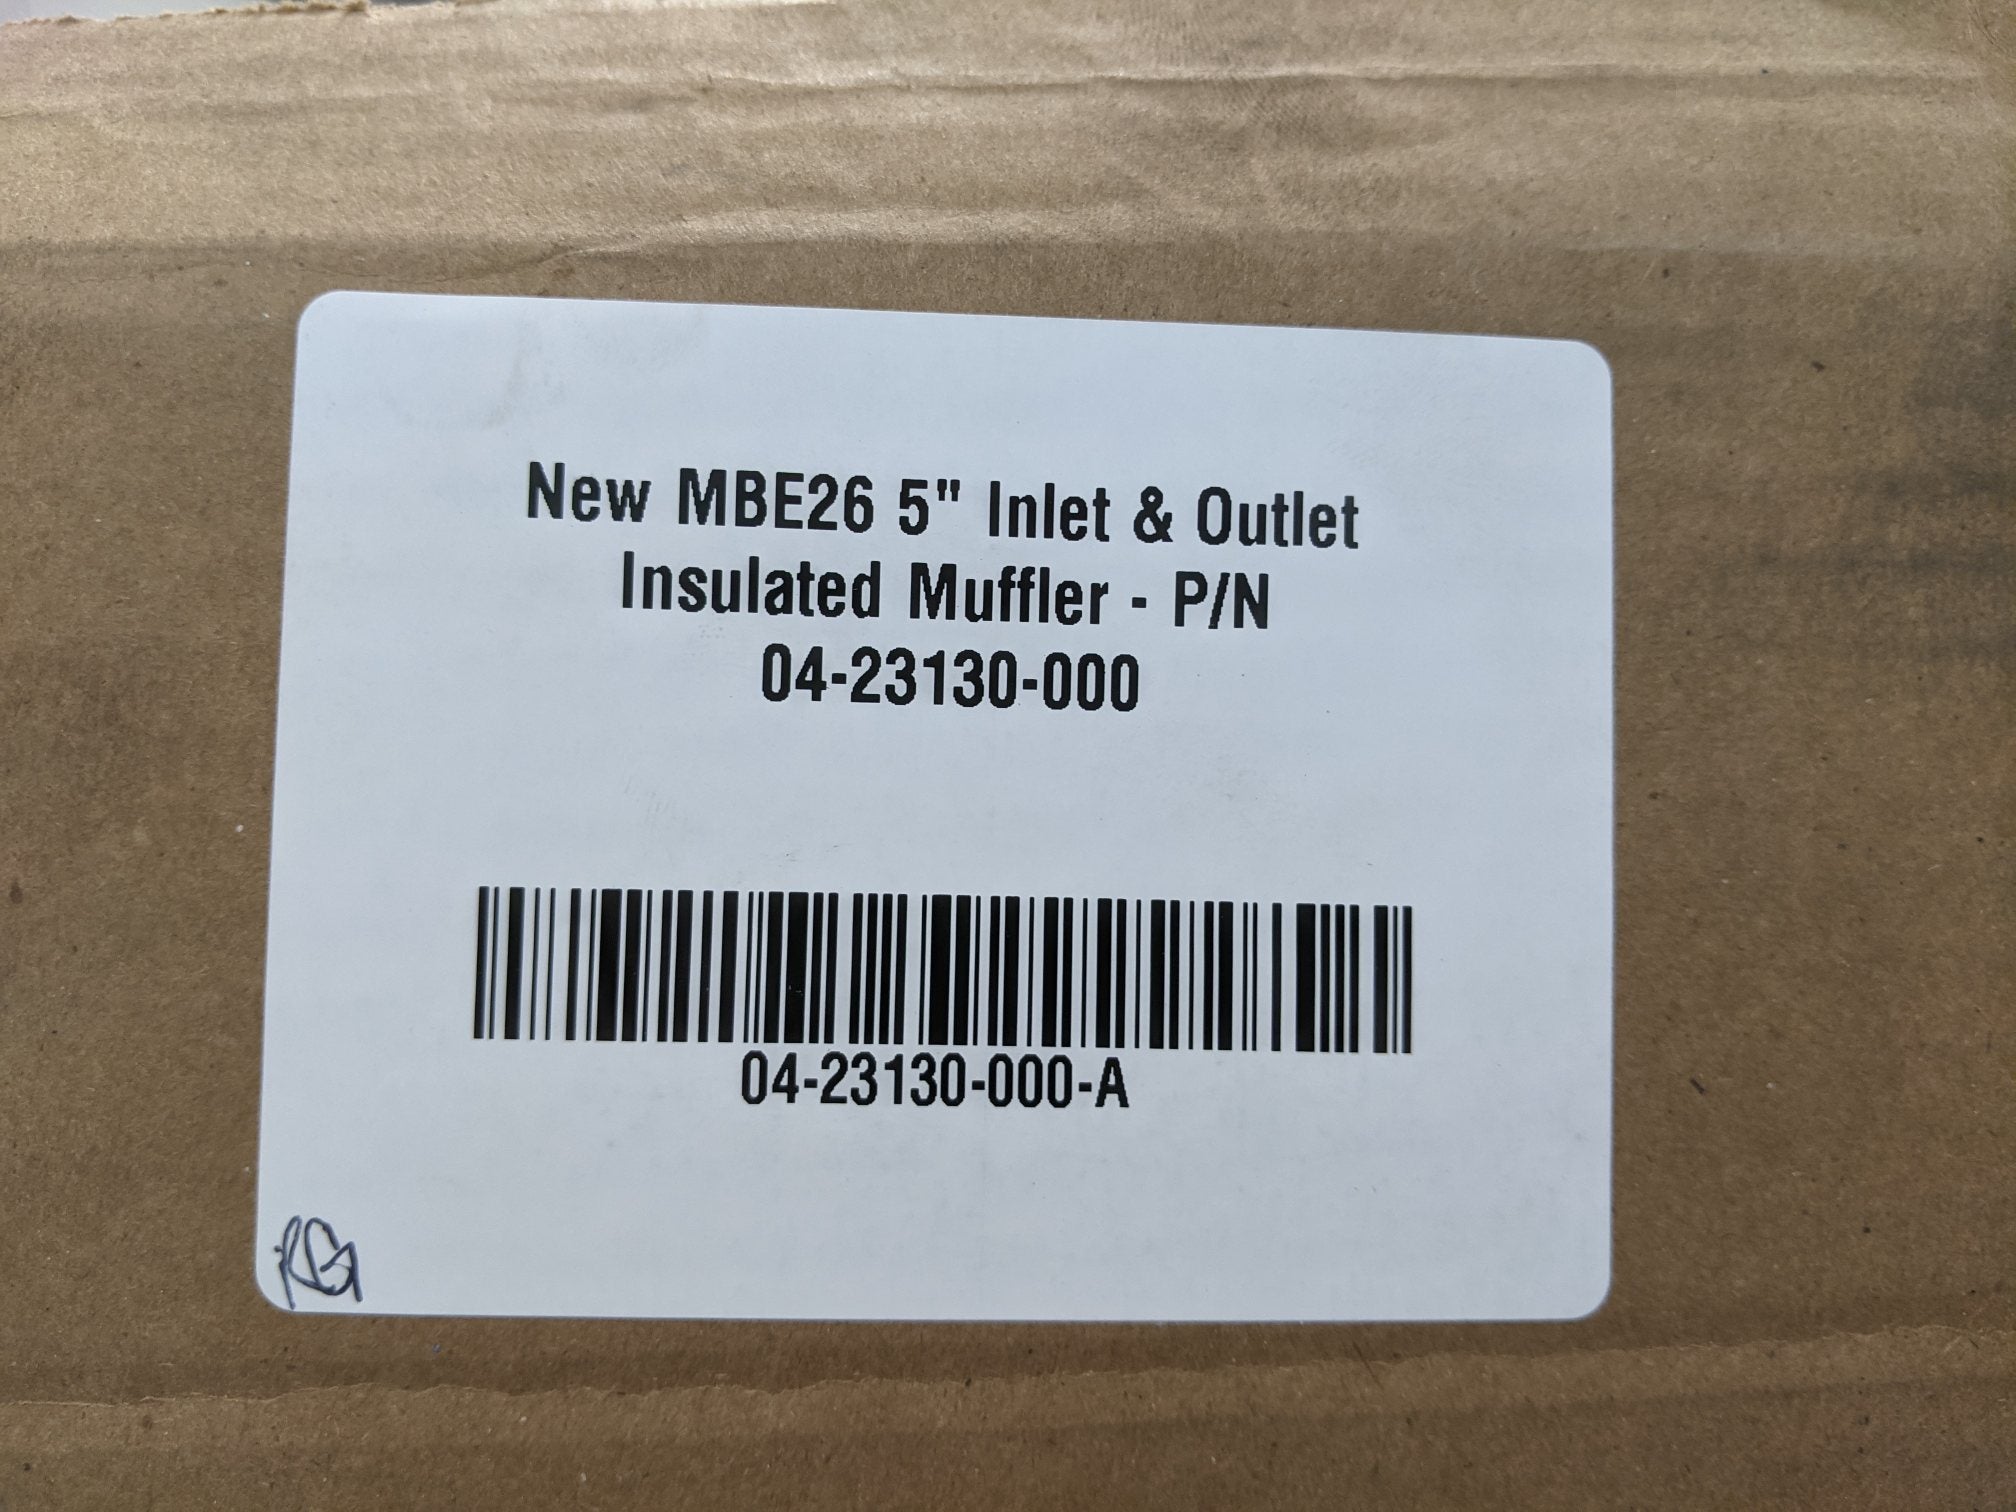 New MBE26 5" Inlet & Outlet
Insulated Muffler - P/N
04-23130-000
04-23130-000-A